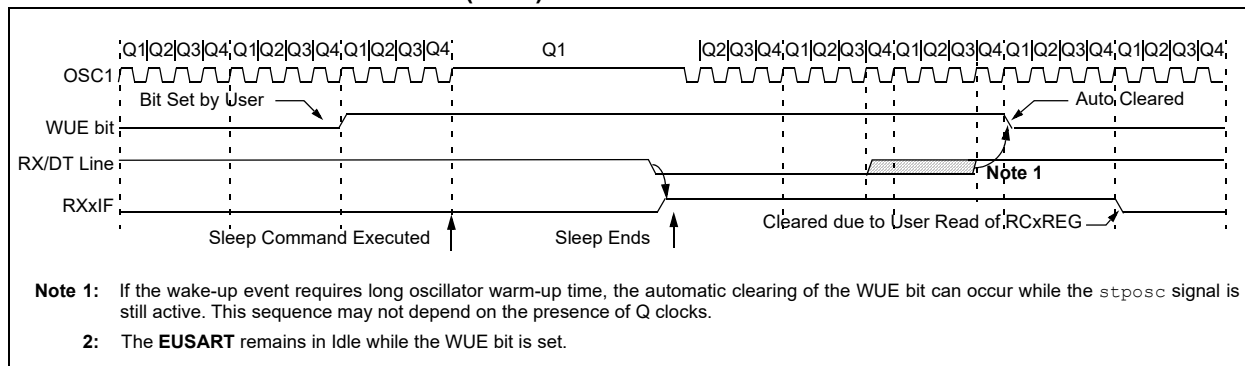 Q1|Q2|Q3|Q4|Q1|Q2|Q3|Q4|Q1|Q2|Q3|Q4 Q1 Q2|Q3|Q4|Q1|Q2|Q3|Q4|Q1|Q2|Q3|Q4|Q1|Q2|Q3|Q4|Q1|Q2|Q3|Q4
OSC1
Bit Set by User Auto Cleared
WUE bit
RX/DT Line
Note 1
RXxIF
Cleared due to User Read of RCxREG
Sleep Command Executed Sleep Ends
Note 1: If the wake-up event requires long oscillator warm-up time, the automatic clearing of the WUE bit can occur while the stposc signal is
still active. This sequence may not depend on the presence of Q clocks.
2: The EUSART remains in Idle while the WUE bit is set.